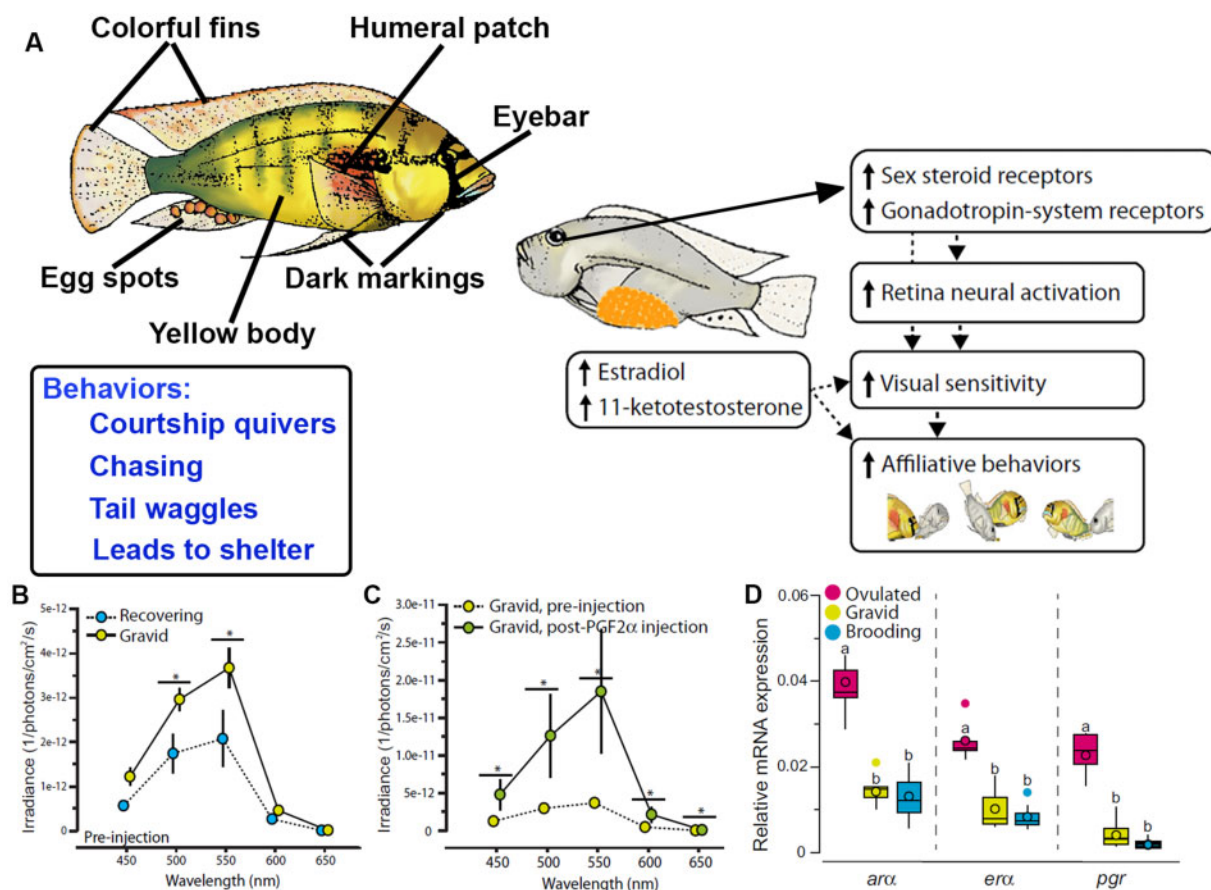 A
Colorful fins
Humeral patch
Eyebar
Egg spots
Dark markings
Yellow body
Behaviors:
Courtship quivers
Chasing
Tail waggles
Leads to shelter
↑ Sex steroid receptors
↑ Gonadotropin-system receptors
↑ Retina neural activation
↑ Estradiol
↑ 11-ketotestosterone
↑ Visual sensitivity
↑ Affiliative behaviors
B
Recovering
Gravid
Irradiance (1/photons/cm²/s)
5e-12
4e-12
3e-12
2e-12
1e-12
0
*
*
Pre-injection
450 500 550 600 650
Wavelength (nm)
C
Gravid, pre-injection
Gravid, post-PGF2α injection
Irradiance (1/photons/cm²/s)
3.0e-11
2.5e-11
2.0e-11
1.5e-11
1.0e-11
5e-12
0
*
*
*
*
*
450 500 550 600 650
Wavelength (nm)
D
Ovulated
Gravid
Brooding
Relative mRNA expression
0.06
0.04
0.02
0
a
b
b
a
b
b
a
b
b
arα erα pgr